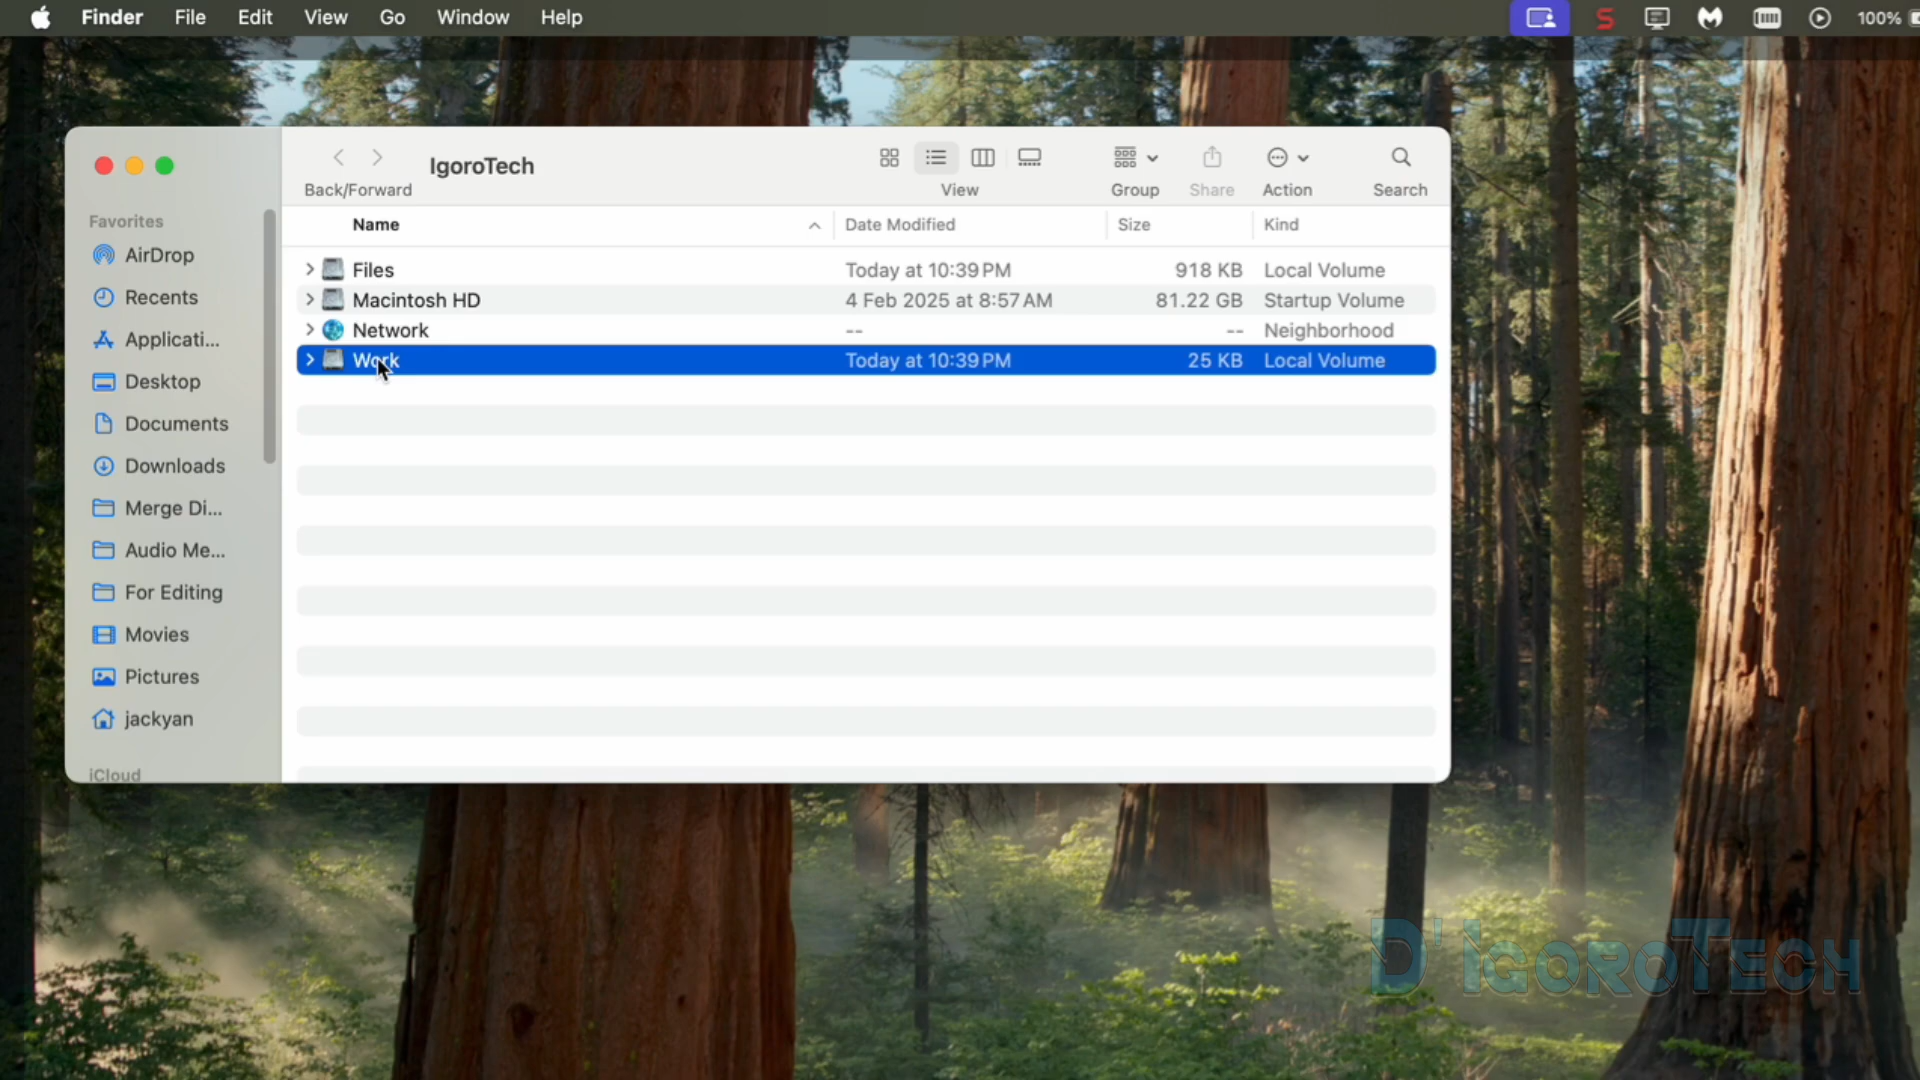 Finder File Edit View Go Window Help 100%
IgoroTech
Back/Forward View Group Share Action Search
Favorites
AirDrop
Recents
Applicati...
Desktop
Documents
Downloads
Merge Di...
Audio Me...
For Editing
Movies
Pictures
jackyan
iCloud
Name Date Modified Size Kind
Files Today at 10:39 PM 918 KB Local Volume
Macintosh HD 4 Feb 2025 at 8:57 AM 81.22 GB Startup Volume
Network -- -- Neighborhood
Work Today at 10:39 PM 25 KB Local Volume
D'IGOROTECH